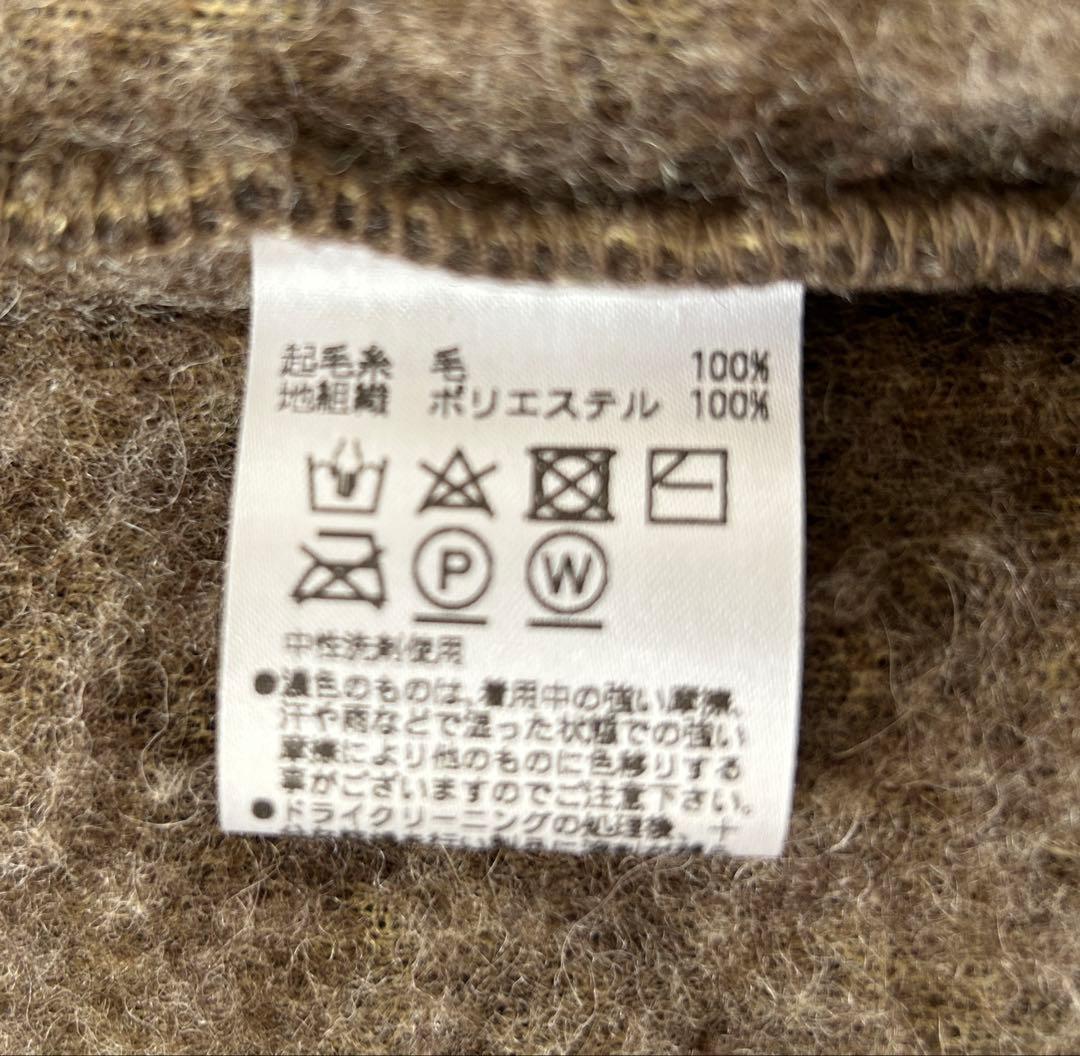 起毛糸 毛 100%
地組織 ポリエステル 100%
P W
中性洗剤使用
●濃色のものは、着用中の強い摩擦、
汗や雨などで湿った状態での強い
摩擦により他のものに色移りする
事がございますのでご注意下さい。
●ドライクリーニングの処理後、十